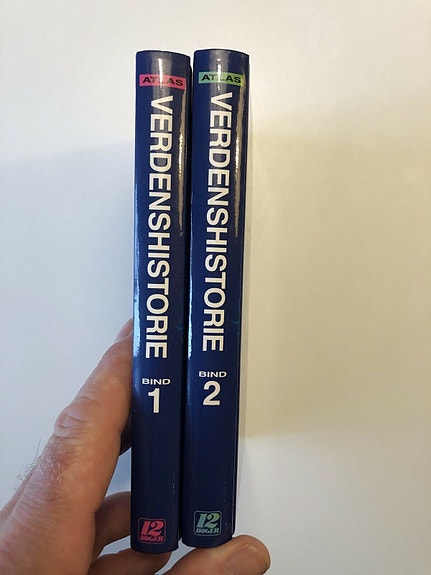 ATLAS
VERDENSHISTORIE
BIND
1
12
BØGER
ATLAS
VERDENSHISTORIE
BIND
2
12
BØGER